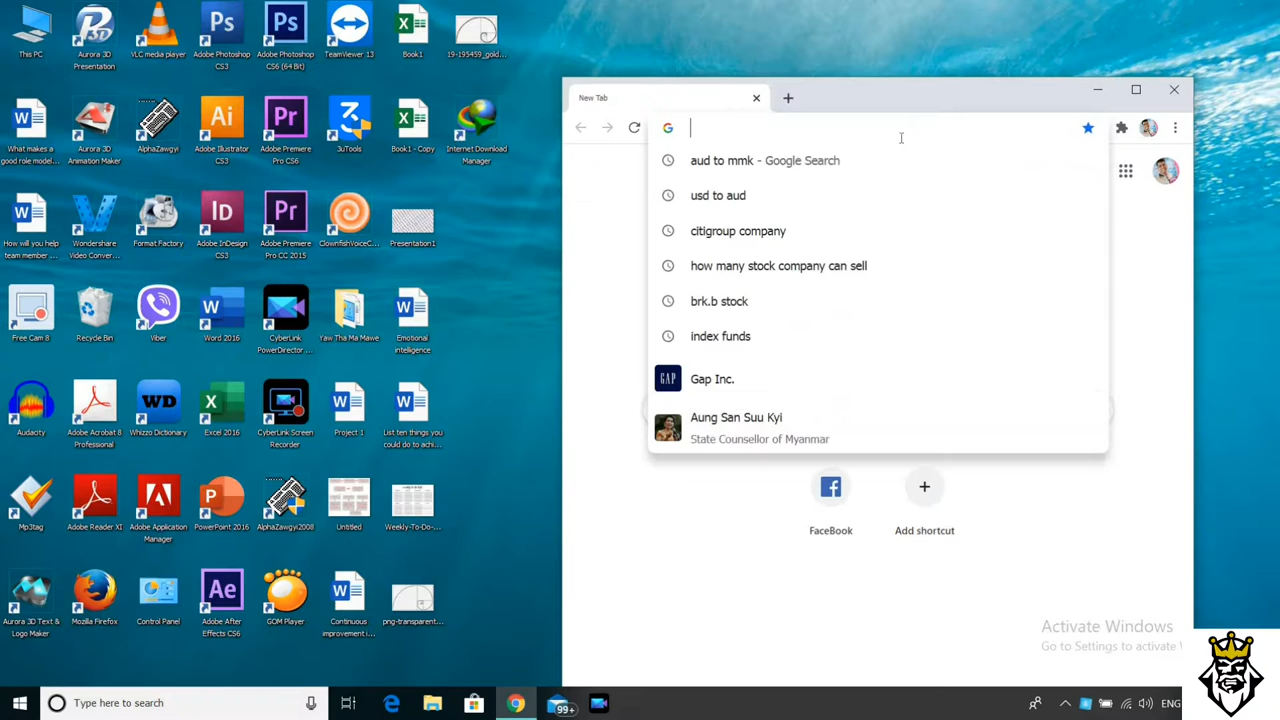 This PC
Aurora 3D
Presentation
VLC media player
Adobe Photoshop
CS3
Adobe Photoshop
CS6 (64 Bit)
TeamViewer 13
Book1
19-195459_gold...
What makes a
good role model...
Aurora 3D
Animation Maker
AlphaZawgyi
Adobe Illustrator
CS3
Adobe Premiere
Pro CS6
3uTools
Book1 - Copy
Internet Download
Manager
How will you help
team member ...
Wondershare
Video Conver...
Format Factory
Adobe InDesign
CS3
Adobe Premiere
Pro CC 2015
ClownfishVoiceC...
Presentation1
Free Cam 8
Recycle Bin
Viber
Word 2016
CyberLink
PowerDirector ...
Yaw Tha Ma Mawe
Emotional
intelligence
Audacity
Adobe Acrobat 8
Professional
Whizzo Dictionary
Excel 2016
CyberLink Screen
Recorder
Project 1
List ten things you
could do to achi...
Mp3tag
Adobe Reader XI
Adobe Application
Manager
PowerPoint 2016
AlphaZawgyi2008
Untitled
Weekly-To-Do-...
Aurora 3D Text &
Logo Maker
Mozilla Firefox
Control Panel
Adobe After
Effects CS6
GOM Player
Continuous
improvement i...
png-transparent...
New Tab
aud to mmk - Google Search
usd to aud
citigroup company
how many stock company can sell
brk.b stock
index funds
GAP
Gap Inc.
Aung San Suu Kyi
State Counsellor of Myanmar
FaceBook
Add shortcut
Activate Windows
Go to Settings to activate
Type here to search
99+
ENG